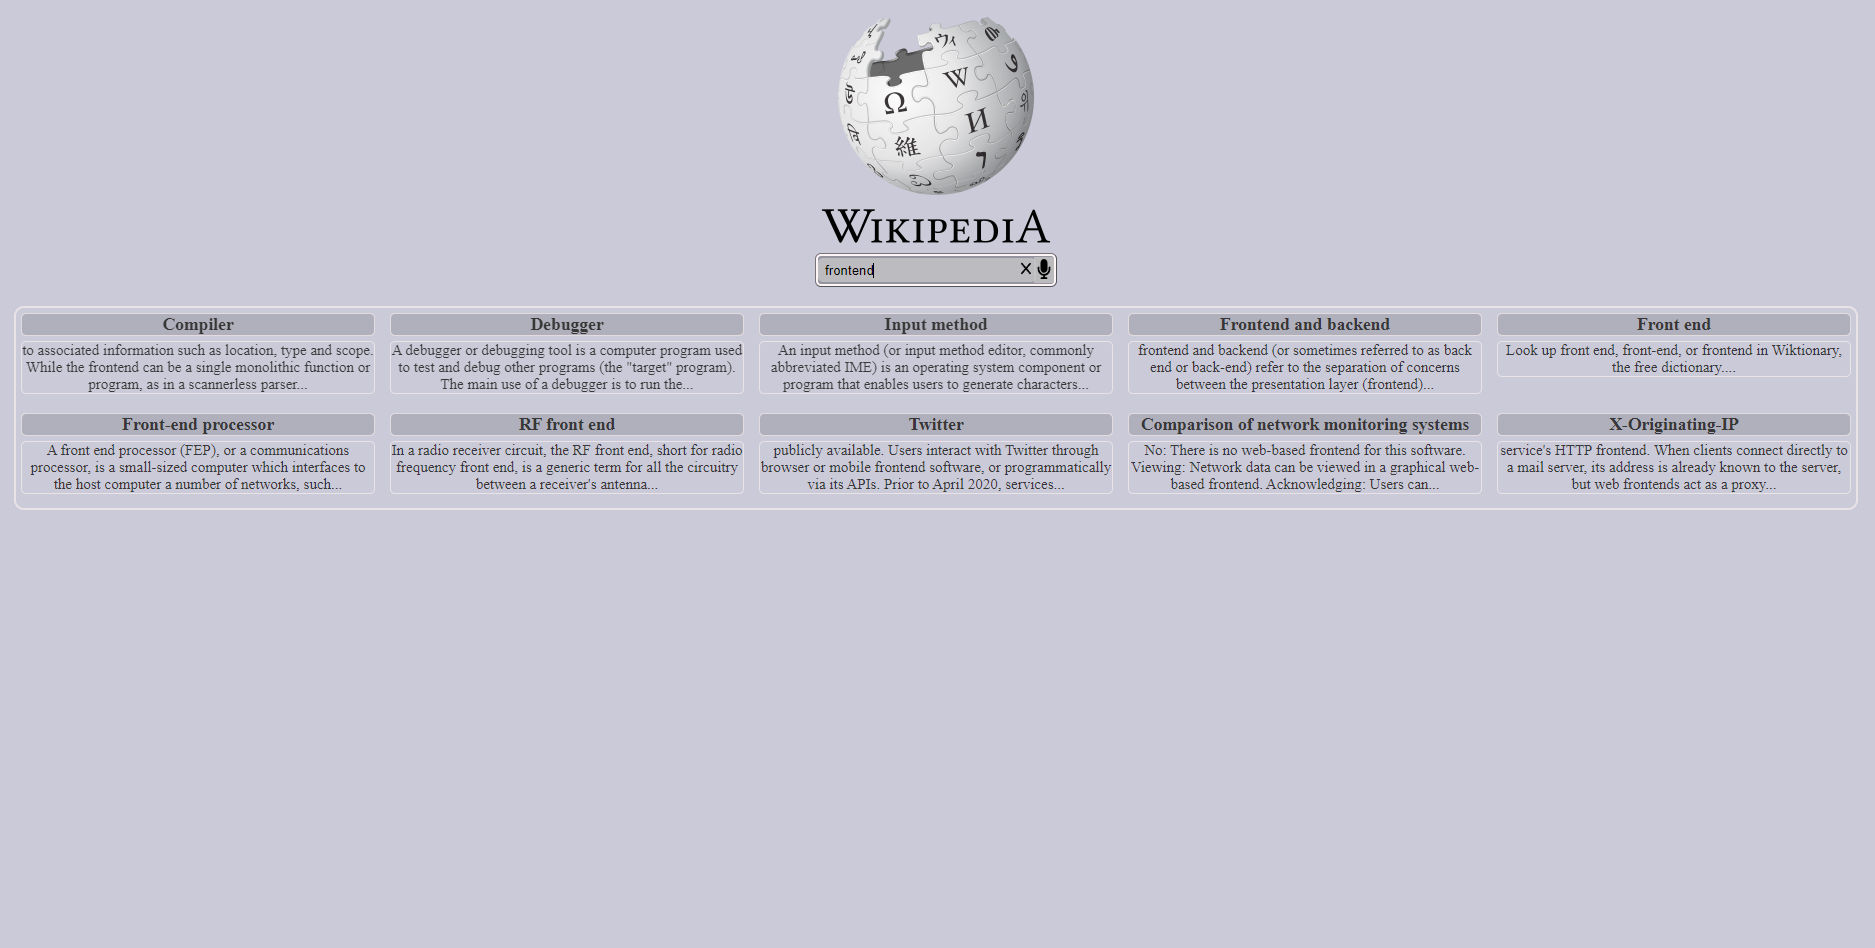 ウィ
W
Ω
И
維
7
WIKIPEDIA
frontend
Compiler
to associated information such as location, type and scope.
While the frontend can be a single monolithic function or
program, as in a scannerless parser...
Debugger
A debugger or debugging tool is a computer program used
to test and debug other programs (the "target" program).
The main use of a debugger is to run the...
Input method
An input method (or input method editor, commonly
abbreviated IME) is an operating system component or
program that enables users to generate characters...
Frontend and backend
frontend and backend (or sometimes referred to as back
end or back-end) refer to the separation of concerns
between the presentation layer (frontend)...
Front end
Look up front end, front-end, or frontend in Wiktionary,
the free dictionary....
Front-end processor
A front end processor (FEP), or a communications
processor, is a small-sized computer which interfaces to
the host computer a number of networks, such...
RF front end
In a radio receiver circuit, the RF front end, short for radio
frequency front end, is a generic term for all the circuitry
between a receiver's antenna...
Twitter
publicly available. Users interact with Twitter through
browser or mobile frontend software, or programmatically
via its APIs. Prior to April 2020, services...
Comparison of network monitoring systems
No: There is no web-based frontend for this software.
Viewing: Network data can be viewed in a graphical web-
based frontend. Acknowledging: Users can...
X-Originating-IP
service's HTTP frontend. When clients connect directly to
a mail server, its address is already known to the server,
but web frontends act as a proxy...